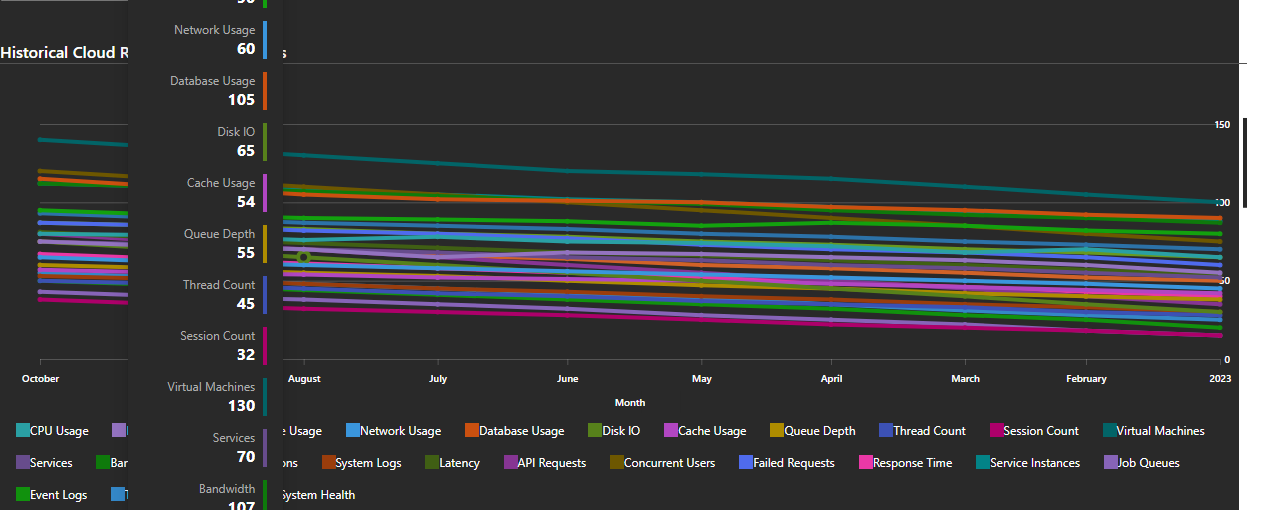 Network Usage
60
Historical Cloud R
s
Database Usage
105
Disk IO
65
150
Cache Usage
54
100
Queue Depth
55
Thread Count
45
50
Session Count
32
0
October August July June May April March February 2023
Virtual Machines
130
Month
CPU Usage e Usage Network Usage Database Usage Disk IO Cache Usage Queue Depth Thread Count Session Count Virtual Machines
Services
70
Services Bar ons System Logs Latency API Requests Concurrent Users Failed Requests Response Time Service Instances Job Queues
Bandwidth
107
Event Logs System Health